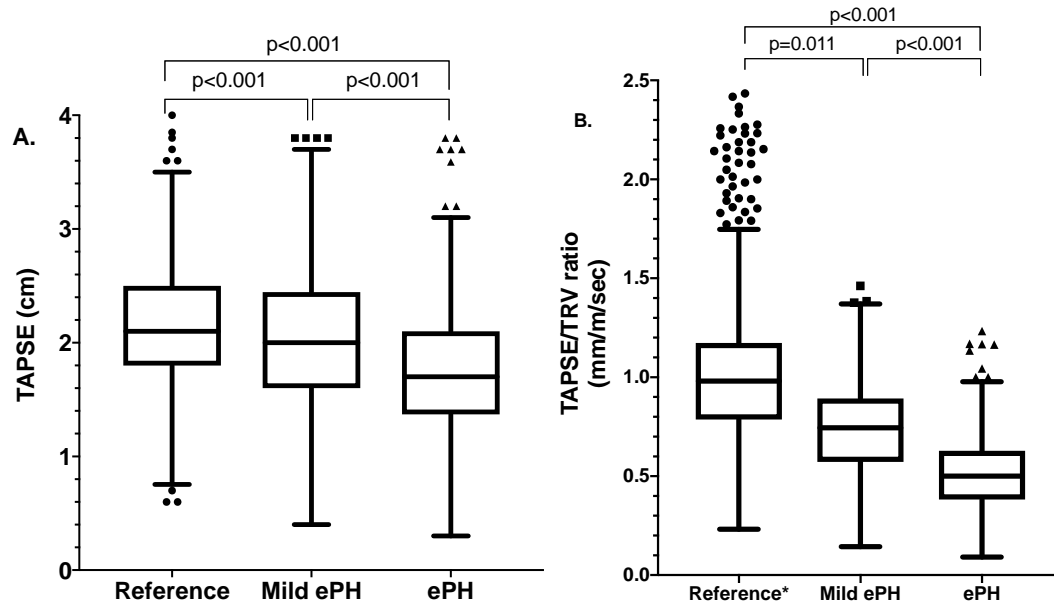 A.
p<0.001
p<0.001
p<0.001
TAPSE (cm)
4
3
2
1
0
Reference
Mild ePH
ePH
B.
p<0.001
p=0.011
p<0.001
TAPSE/TRV ratio
(mm/m/sec)
2.5
2.0
1.5
1.0
0.5
0.0
Reference*
Mild ePH
ePH